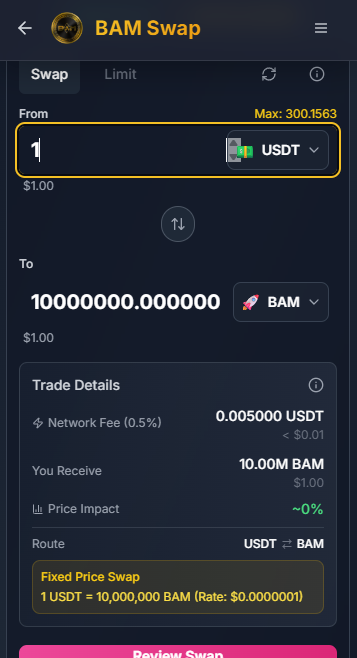 BAM Swap
Swap Limit
From Max: 300.1563
1 USDT
$1.00
To
10000000.000000 BAM
$1.00
Trade Details
Network Fee (0.5%) 0.005000 USDT
< $0.01
You Receive 10.00M BAM
$1.00
Price Impact ~0%
Route USDT ⇄ BAM
Fixed Price Swap
1 USDT = 10,000,000 BAM (Rate: $0.0000001)
Review Swap